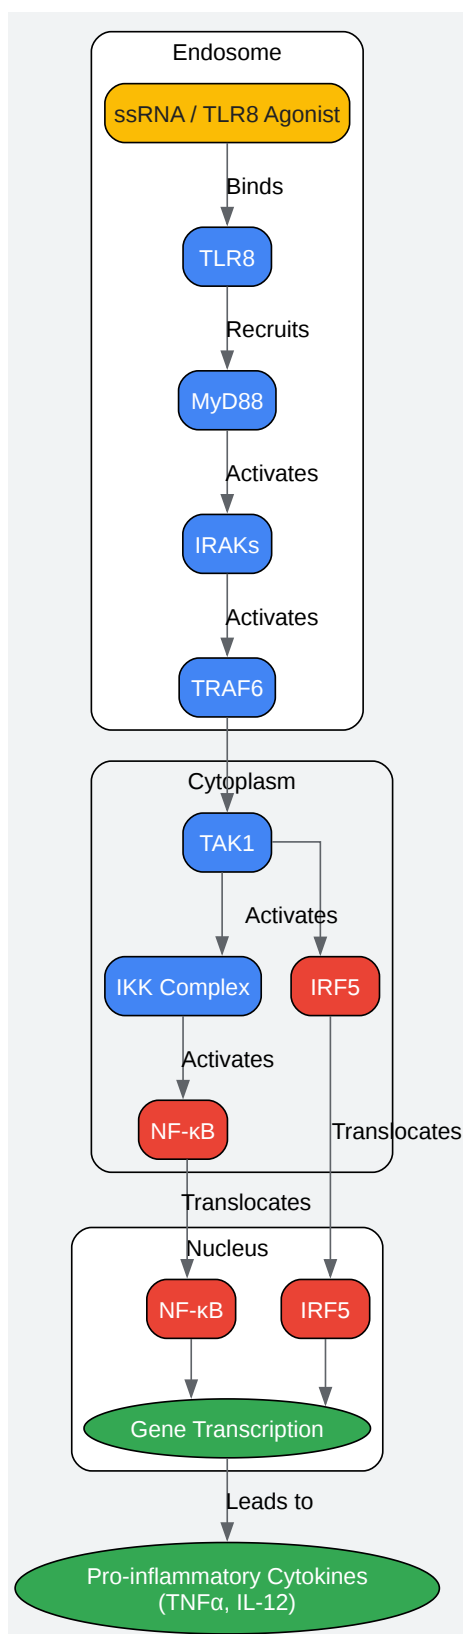 Endosome
ssRNA / TLR8 Agonist
Binds
TLR8
Recruits
MyD88
Activates
IRAKs
Activates
TRAF6
Cytoplasm
TAK1
Activates
IKK Complex
IRF5
Activates
NF-κB
Translocates
Translocates
Nucleus
NF-κB
IRF5
Gene Transcription
Leads to
Pro-inflammatory Cytokines
(TNFα, IL-12)